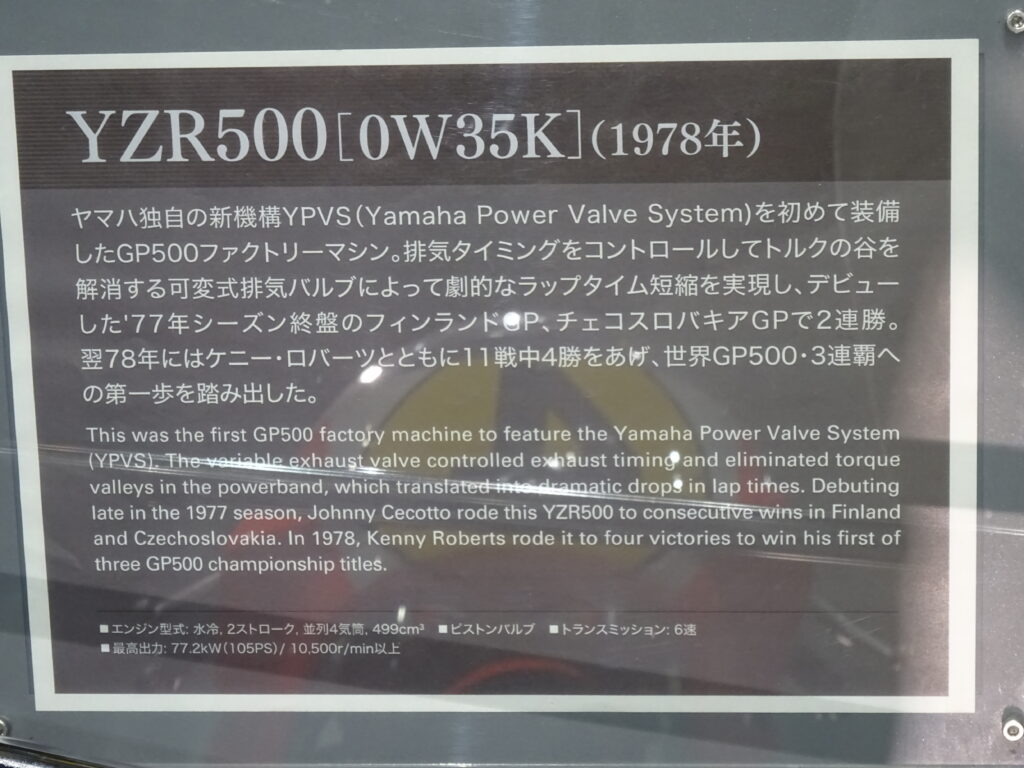 YZR500[0W35K](1978年)
ヤマハ独自の新機構YPVS(Yamaha Power Valve System)を初めて装備
したGP500ファクトリーマシン。排気タイミングをコントロールしてトルクの谷を
解消する可変式排気バルブによって劇的なラップタイム短縮を実現し、デビュー
した'77年シーズン終盤のフィンランドGP、チェコスロバキアGPで2連勝。
翌78年にはケニー・ロバーツとともに11戦中4勝をあげ、世界GP500・3連覇へ
の第一歩を踏み出した。
This was the first GP500 factory machine to feature the Yamaha Power Valve System
(YPVS). The variable exhaust valve controlled exhaust timing and eliminated torque
valleys in the powerband, which translated into dramatic drops in lap times. Debuting
late in the 1977 season, Johnny Cecotto rode this YZR500 to consecutive wins in Finland
and Czechoslovakia. In 1978, Kenny Roberts rode it to four victories to win his first of
three GP500 championship titles.
■エンジン型式: 水冷, 2ストローク, 並列4気筒, 499cm³ ■ピストンバルブ ■トランスミッション: 6速
■最高出力: 77.2kW(105PS)/ 10,500r/min以上